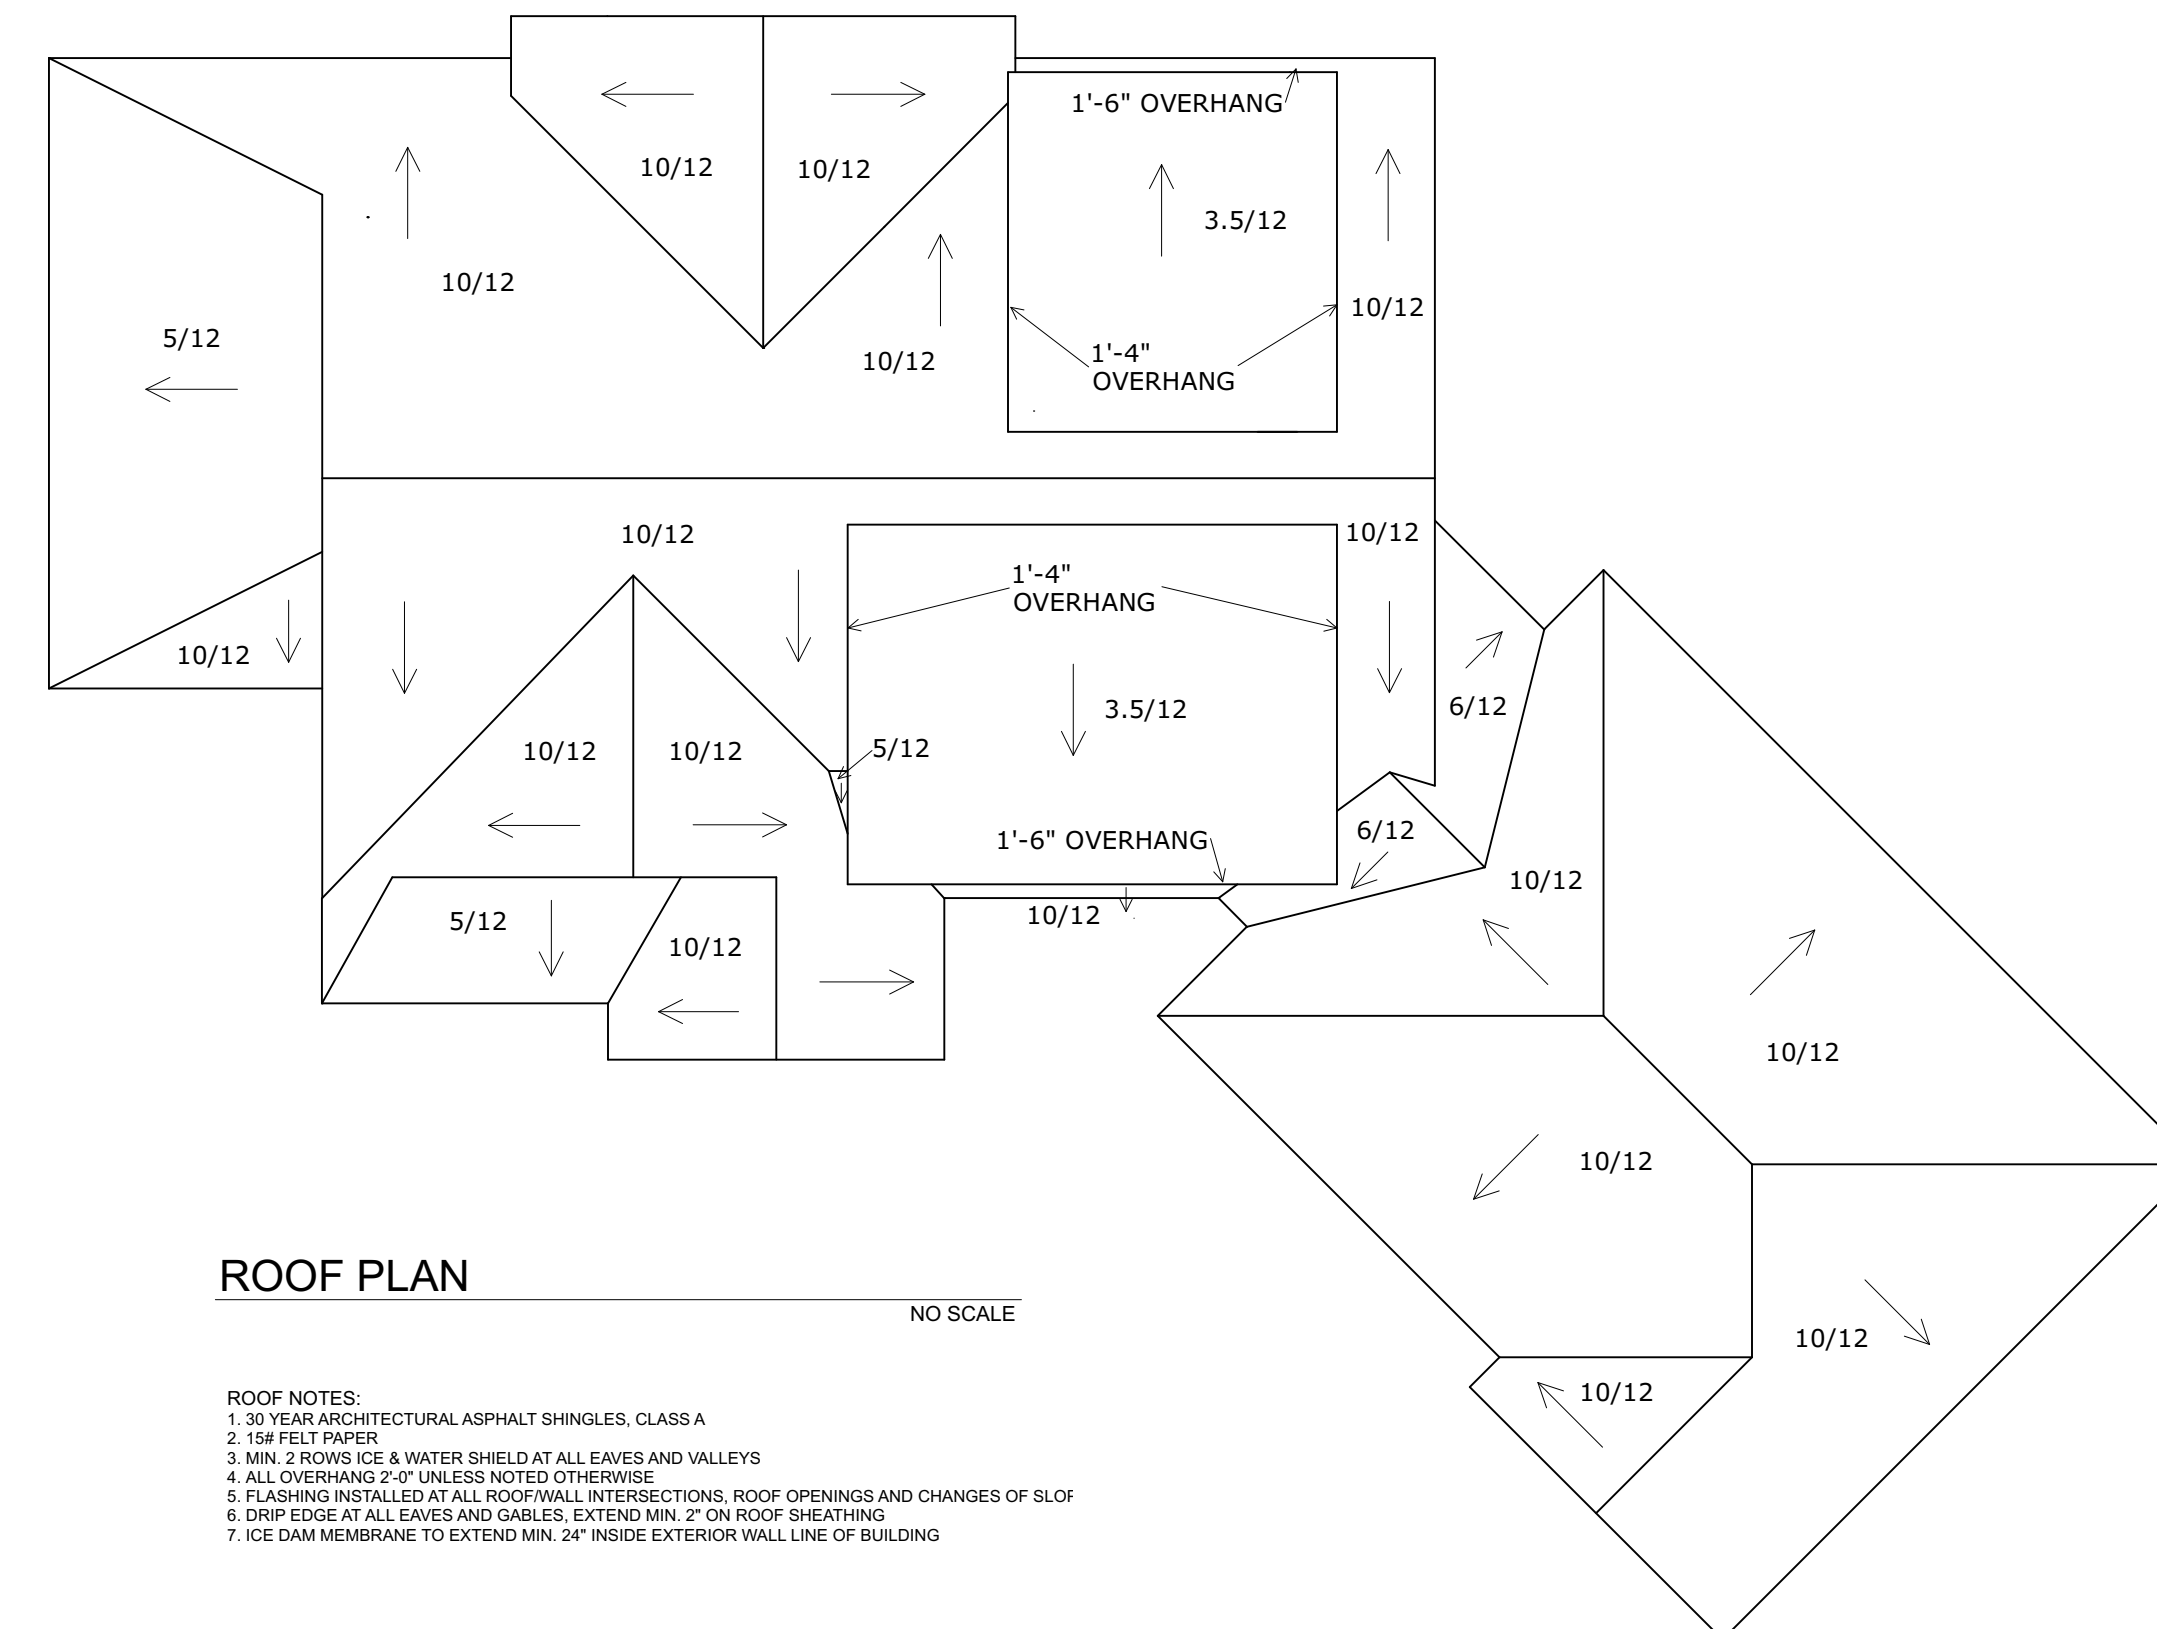 1'-6" OVERHANG
10/12
10/12
3.5/12
10/12
10/12
5/12
1'-4"
OVERHANG
10/12
10/12
10/12
1'-4"
OVERHANG
10/12
6/12
3.5/12
10/12
10/12
5/12
6/12
1'-6" OVERHANG
10/12
10/12
5/12
10/12
10/12
10/12
10/12
ROOF PLAN
NO SCALE
10/12
10/12
ROOF NOTES:
1. 30 YEAR ARCHITECTURAL ASPHALT SHINGLES, CLASS A
2. 15# FELT PAPER
3. MIN. 2 ROWS ICE & WATER SHIELD AT ALL EAVES AND VALLEYS
4. ALL OVERHANG 2'-0" UNLESS NOTED OTHERWISE
5. FLASHING INSTALLED AT ALL ROOF/WALL INTERSECTIONS, ROOF OPENINGS AND CHANGES OF
6. DRIP EDGE AT ALL EAVES AND GABLES, EXTEND MIN. 2" ON ROOF SHEATHING
7. ICE DAM MEMBRANE TO EXTEND MIN. 24" INSIDE EXTERIOR WALL LINE OF BUILDING